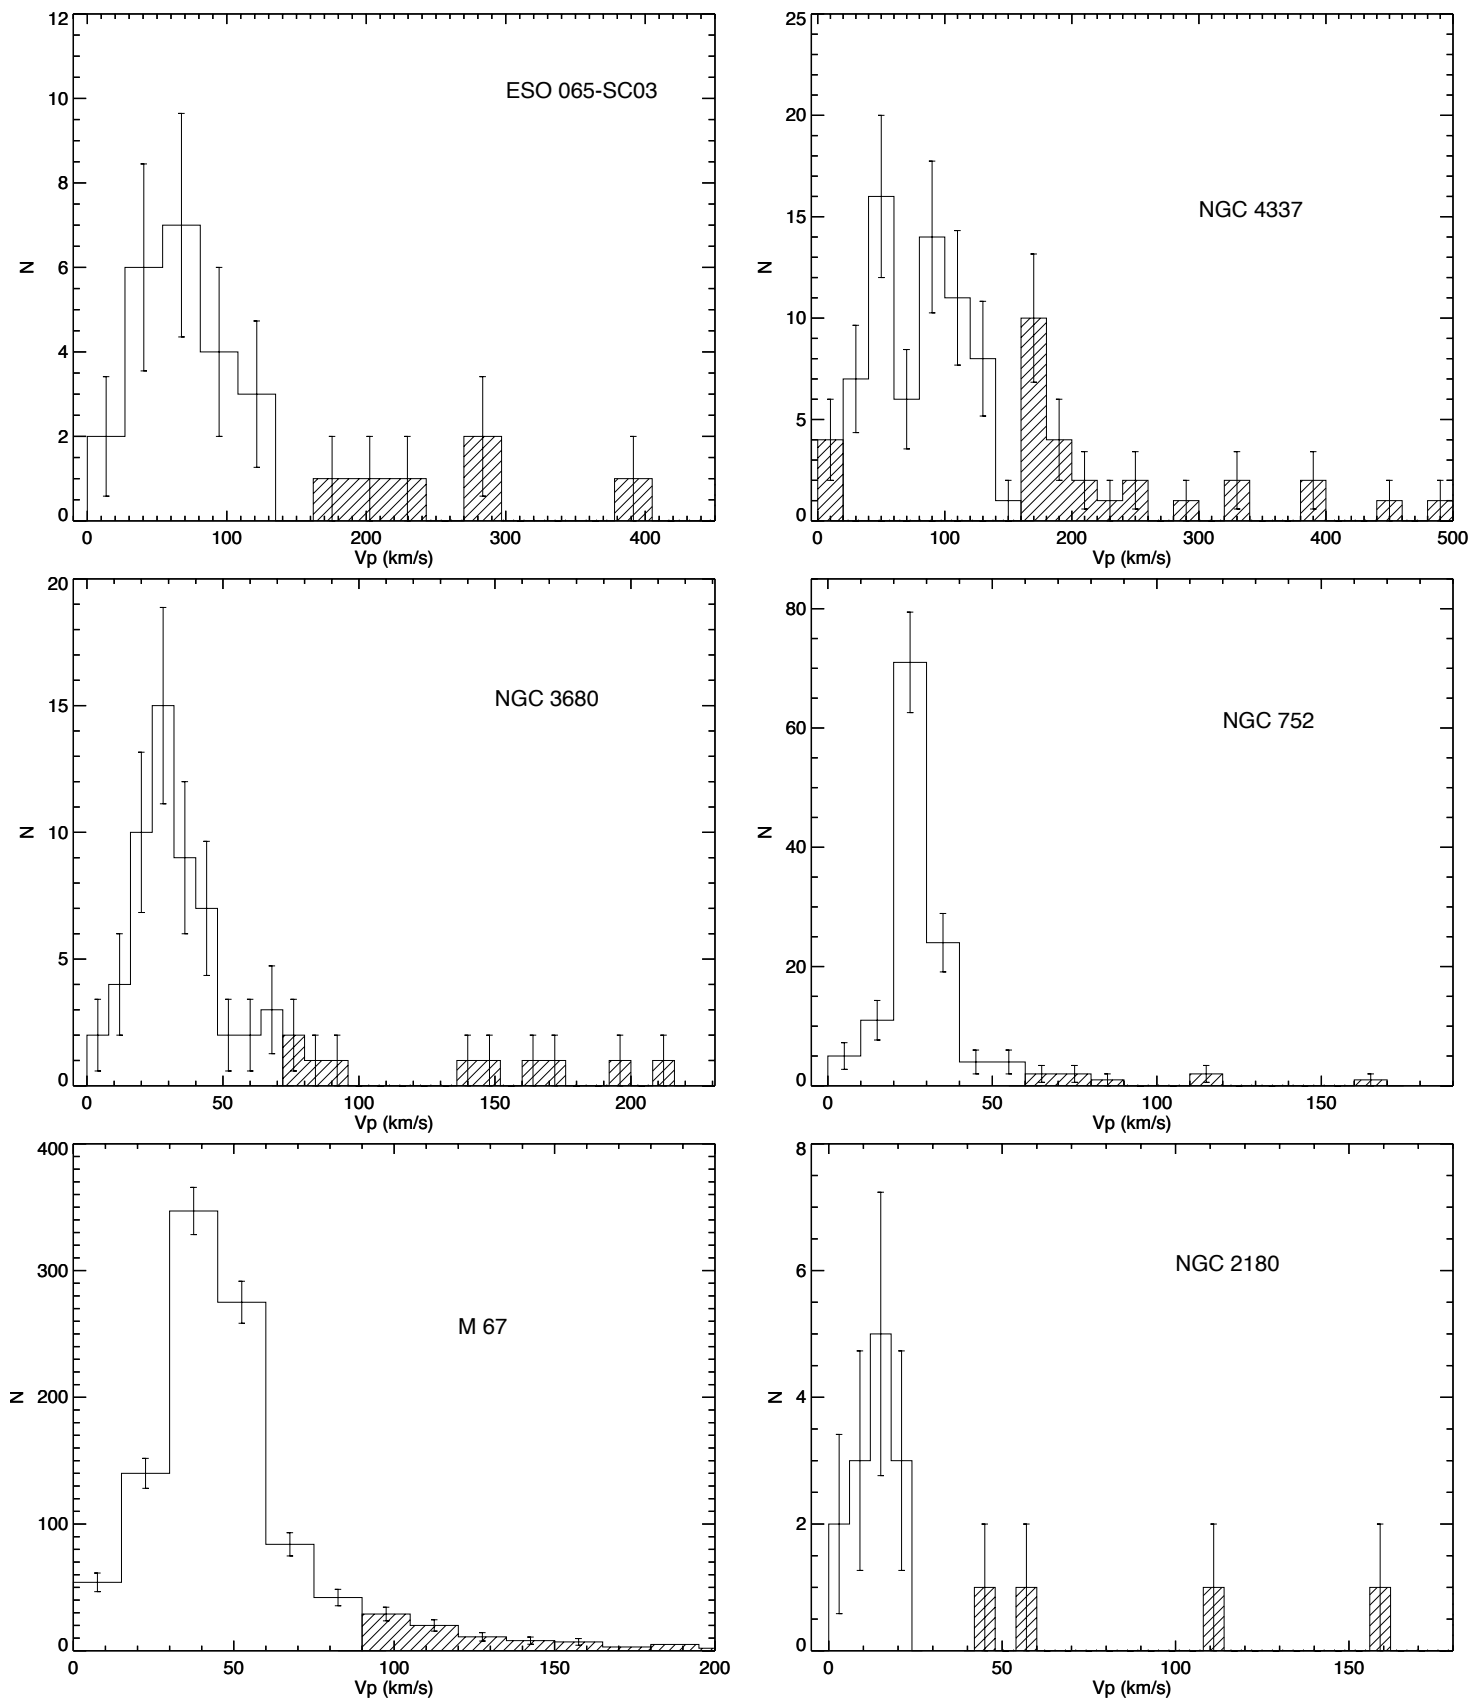 12
10
8
6
4
2
0
N
ESO 065-SC03
0 100 200 300 400
Vp (km/s)
25
20
15
10
5
0
N
NGC 4337
0 100 200 300 400 500
Vp (km/s)
20
15
10
5
0
N
NGC 3680
0 50 100 150 200
Vp (km/s)
80
60
40
20
0
N
NGC 752
0 50 100 150
Vp (km/s)
400
300
200
100
0
N
M 67
0 50 100 150 200
Vp (km/s)
8
6
4
2
0
N
NGC 2180
0 50 100 150
Vp (km/s)